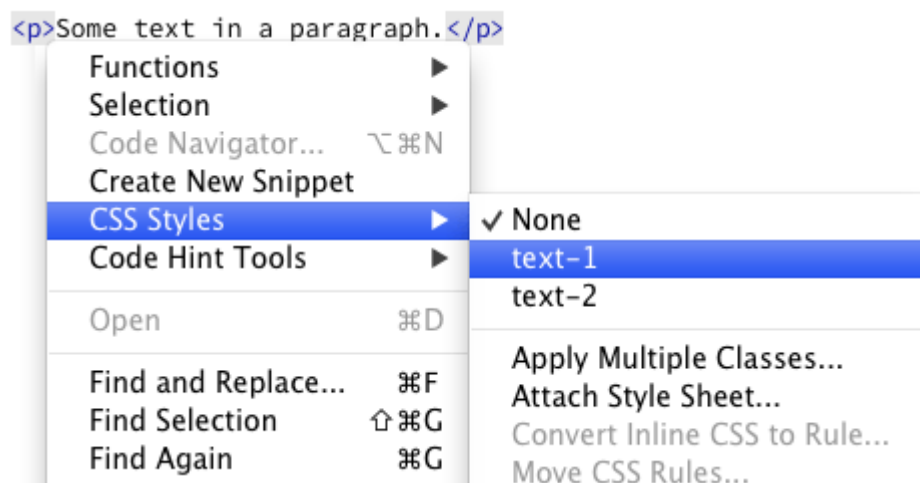 <p>Some text in a paragraph.</p>
Functions ▶
Selection ▶
Code Navigator... ⌥⌘N
Create New Snippet
CSS Styles ▶
Code Hint Tools ▶
Open ⌘D
Find and Replace... ⌘F
Find Selection ⇧⌘G
Find Again ⌘G
✓ None
text-1
text-2
Apply Multiple Classes...
Attach Style Sheet...
Convert Inline CSS to Rule...
Move CSS Rules...